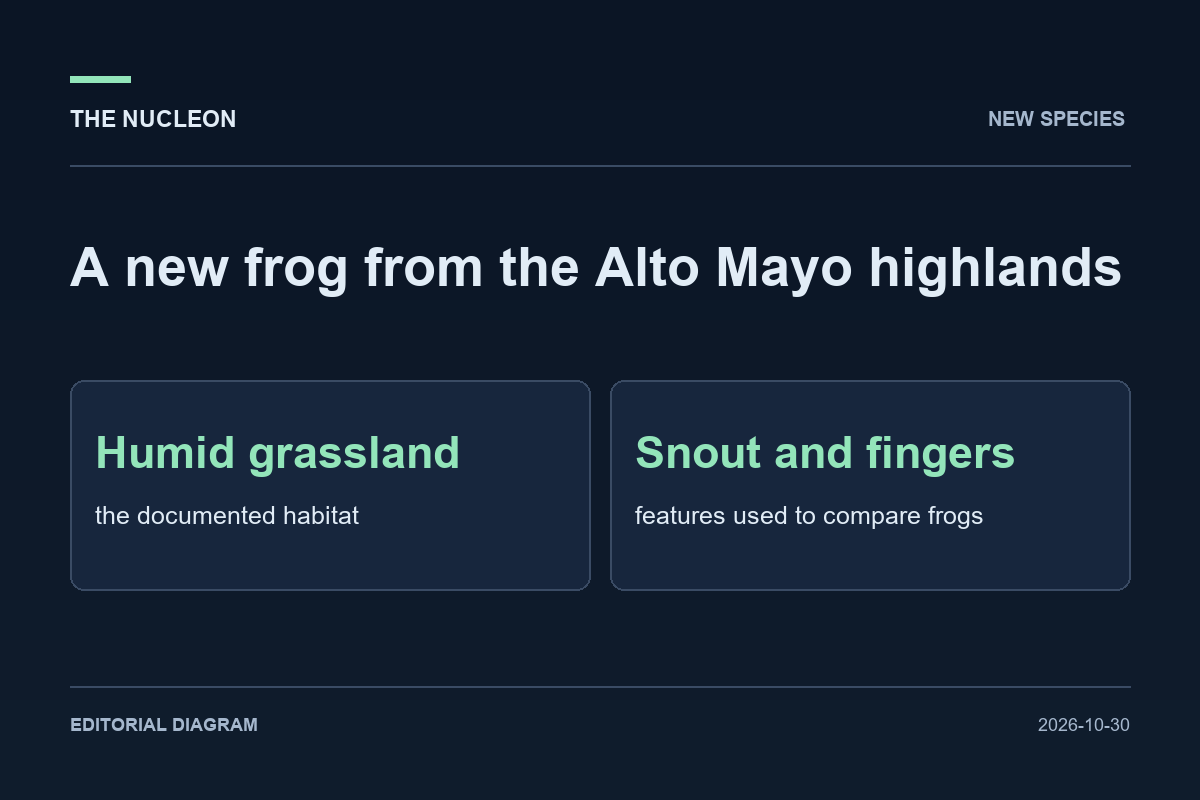 THE NUCLEON
NEW SPECIES
A new frog from the Alto Mayo highlands
Humid grassland
the documented habitat
Snout and fingers
features used to compare frogs
EDITORIAL DIAGRAM
2026-10-30